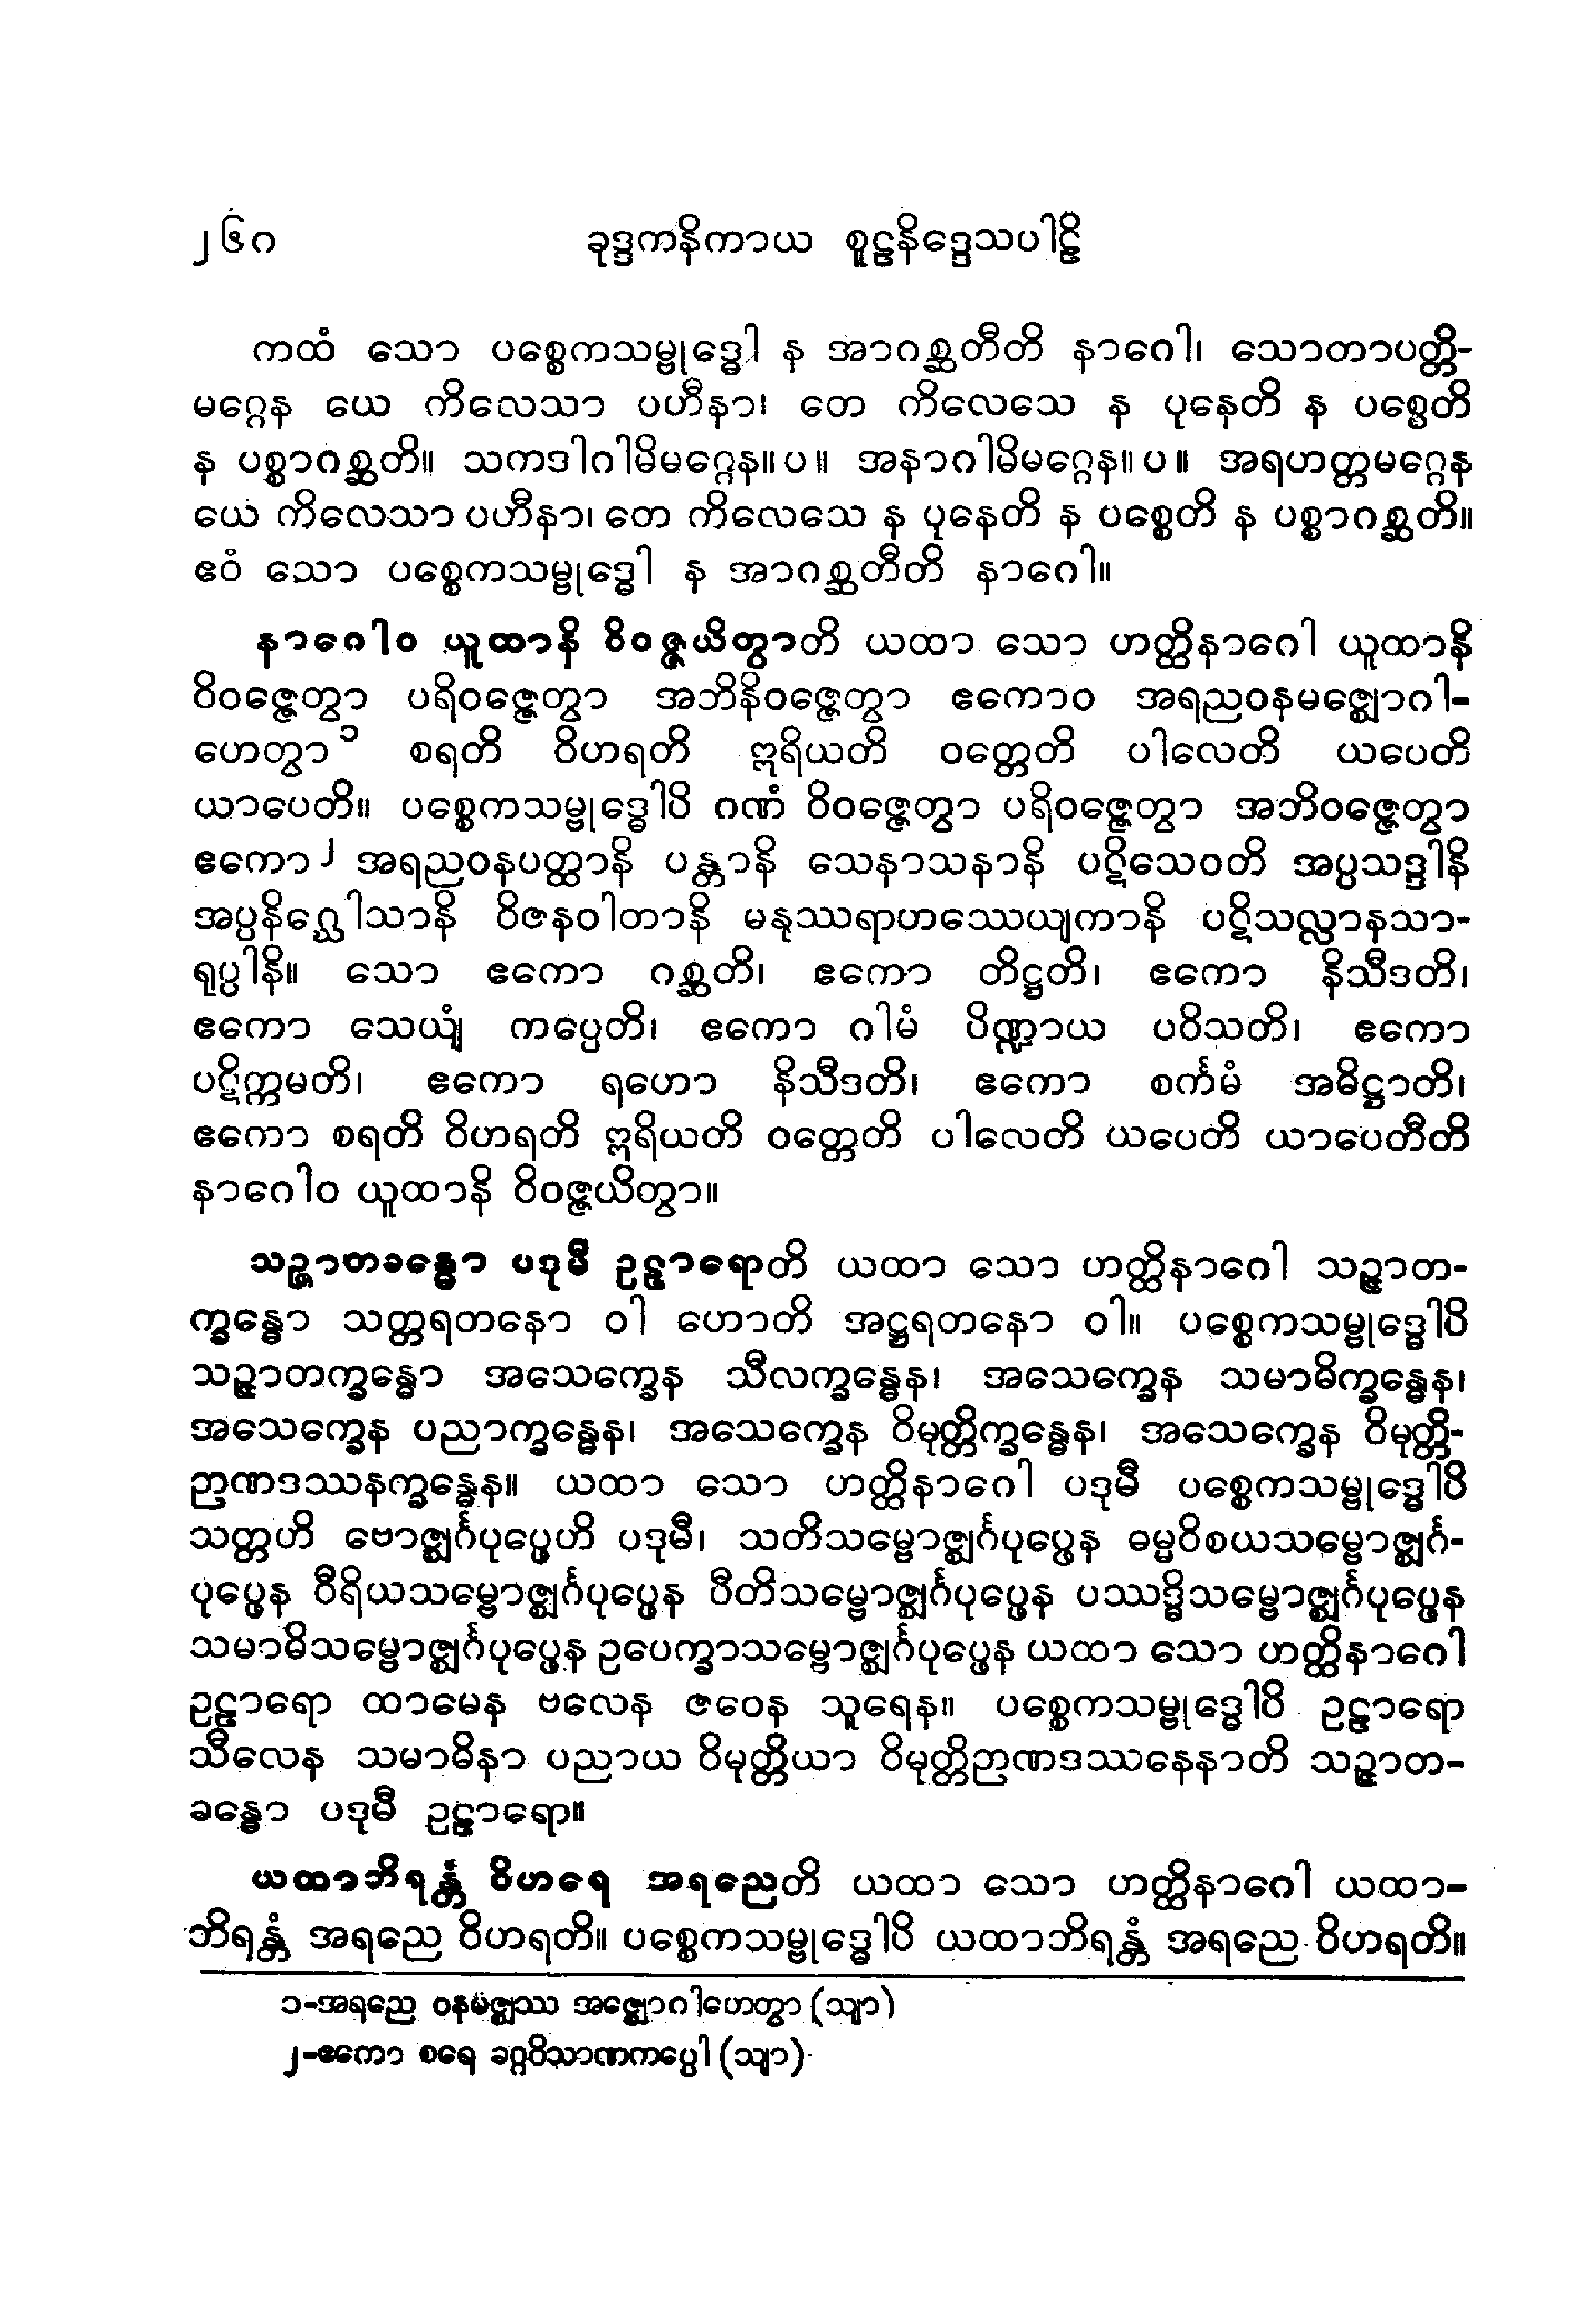 ၂၆ဂ ခုဒ္ဒကနိကာယ စူဠနိဒ္ဒေသပါဠိ
ကထံ သော ပစ္စေကသမ္ဗုဒ္ဓေါ န အာဂစ္ဆတီတိ နာဂေါ၊ သောတာပတ္တိ-
မဂ္ဂေန ယေ ကိလေသာ ပဟီနာ၊ တေ ကိလေသေ န ပုနေတိ န ပစ္စေတိ
န ပစ္စာဂစ္ဆတိ။ သကဒါဂါမိမဂ္ဂေန။ ပ ။ အနာဂါမိမဂ္ဂေန။ ပ ။ အရဟတ္တမဂ္ဂေန
ယေ ကိလေသာ ပဟီနာ၊ တေ ကိလေသေ န ပုနေတိ န ပစ္စေတိ န ပစ္စာဂစ္ဆတိ။
ဧဝံ သော ပစ္စေကသမ္ဗုဒ္ဓေါ န အာဂစ္ဆတီတိ နာဂေါ။
နာဂေါဝ ယူထာနိ ဝိဝဇ္ဇယိတွာတိ ယထာ သော ဟတ္ထိနာဂေါ ယူထာနိ
ဝိဝဇ္ဇေတွာ ပရိဝဇ္ဇေတွာ အဘိနိဝဇ္ဇေတွာ ဧကောဝ အရညဝနမဇ္ဈောဂါ-
ဟေတွာ ၁ စရတိ ဝိဟရတိ ဣရိယတိ ဝတ္တေတိ ပါလေတိ ယပေတိ
ယာပေတိ။ ပစ္စေကသမ္ဗုဒ္ဓေါပိ ဂဏံ ဝိဝဇ္ဇေတွာ ပရိဝဇ္ဇေတွာ အဘိဝဇ္ဇေတွာ
ဧကော ၂ အရညဝနပတ္ထာနိ ပန္တာနိ သေနာသနာနိ ပဋိသေဝတိ အပ္ပသဒ္ဒါနိ
အပ္ပနိဂ္ဃေါသာနိ ဝိဇနဝါတာနိ မနုဿရာဟဿေယျကာနိ ပဋိသလ္လာနသာ-
ရုပ္ပါနိ။ သော ဧကော ဂစ္ဆတိ၊ ဧကော တိဋ္ဌတိ၊ ဧကော နိသီဒတိ၊
ဧကော သေယျံ ကပ္ပေတိ၊ ဧကော ဂါမံ ပိဏ္ဍာယ ပဝိသတိ၊ ဧကော
ပဋိက္ကမတိ၊ ဧကော ရဟော နိသီဒတိ၊ ဧကော စင်္ကမံ အဓိဋ္ဌာတိ၊
ဧကော စရတိ ဝိဟရတိ ဣရိယတိ ဝတ္တေတိ ပါလေတိ ယပေတိ ယာပေတီတိ
နာဂေါဝ ယူထာနိ ဝိဝဇ္ဇယိတွာ။
သဉ္ဇာတခန္ဓော ပဒုမီ ဥဠာရောတိ ယထာ သော ဟတ္ထိနာဂေါ သဉ္ဇာတ-
က္ခန္ဓော သတ္တရတနော ဝါ ဟောတိ အဋ္ဌရတနော ဝါ။ ပစ္စေကသမ္ဗုဒ္ဓေါပိ
သဉ္ဇာတက္ခန္ဓော အသေက္ခေန သီလက္ခန္ဓေန၊ အသေက္ခေန သမာဓိက္ခန္ဓေန၊
အသေက္ခေန ပညာက္ခန္ဓေန၊ အသေက္ခေန ဝိမုတ္တိက္ခန္ဓေန၊ အသေက္ခေန ဝိမုတ္တိ-
ဉာဏဒဿနက္ခန္ဓေန။ ယထာ သော ဟတ္ထိနာဂေါ ပဒုမီ ပစ္စေကသမ္ဗုဒ္ဓေါပိ
သတ္တဟိ ဗောဇ္ဈင်္ဂပုပ္ဖေဟိ ပဒုမီ၊ သတိသမ္ဗောဇ္ဈင်္ဂပုပ္ဖေန ဓမ္မဝိစယသမ္ဗောဇ္ဈင်္ဂ-
ပုပ္ဖေန ဝီရိယသမ္ဗောဇ္ဈင်္ဂပုပ္ဖေန ပီတိသမ္ဗောဇ္ဈင်္ဂပုပ္ဖေန ပဿဒ္ဓိသမ္ဗောဇ္ဈင်္ဂပုပ္ဖေန
သမာဓိသမ္ဗောဇ္ဈင်္ဂပုပ္ဖေန ဥပေက္ခာသမ္ဗောဇ္ဈင်္ဂပုပ္ဖေန ယထာ သော ဟတ္ထိနာဂေါ
ဥဠာရော ထာမေန ဗလေန ဇဝေန သူရေန။ ပစ္စေကသမ္ဗုဒ္ဓေါပိ ဥဠာရော
သီလေန သမာဓိနာ ပညာယ ဝိမုတ္တိယာ ဝိမုတ္တိဉာဏဒဿနေနာတိ သဉ္ဇာတ-
ခန္ဓော ပဒုမီ ဥဠာရော။
ယထာဘိရန္တံ ဝိဟရေ အရညေတိ ယထာ သော ဟတ္ထိနာဂေါ ယထာ-
ဘိရန္တံ အရညေ ဝိဟရတိ။ ပစ္စေကသမ္ဗုဒ္ဓေါပိ ယထာဘိရန္တံ အရညေ ဝိဟရတိ။
၁-အရညေ ဝနမဇ္ဈဿ အဇ္ဈောဂါဟေတွာ (သျာ)
၂-ဧကော စရေ ခဂ္ဂဝိသာဏကပ္ပေါ (သျာ)